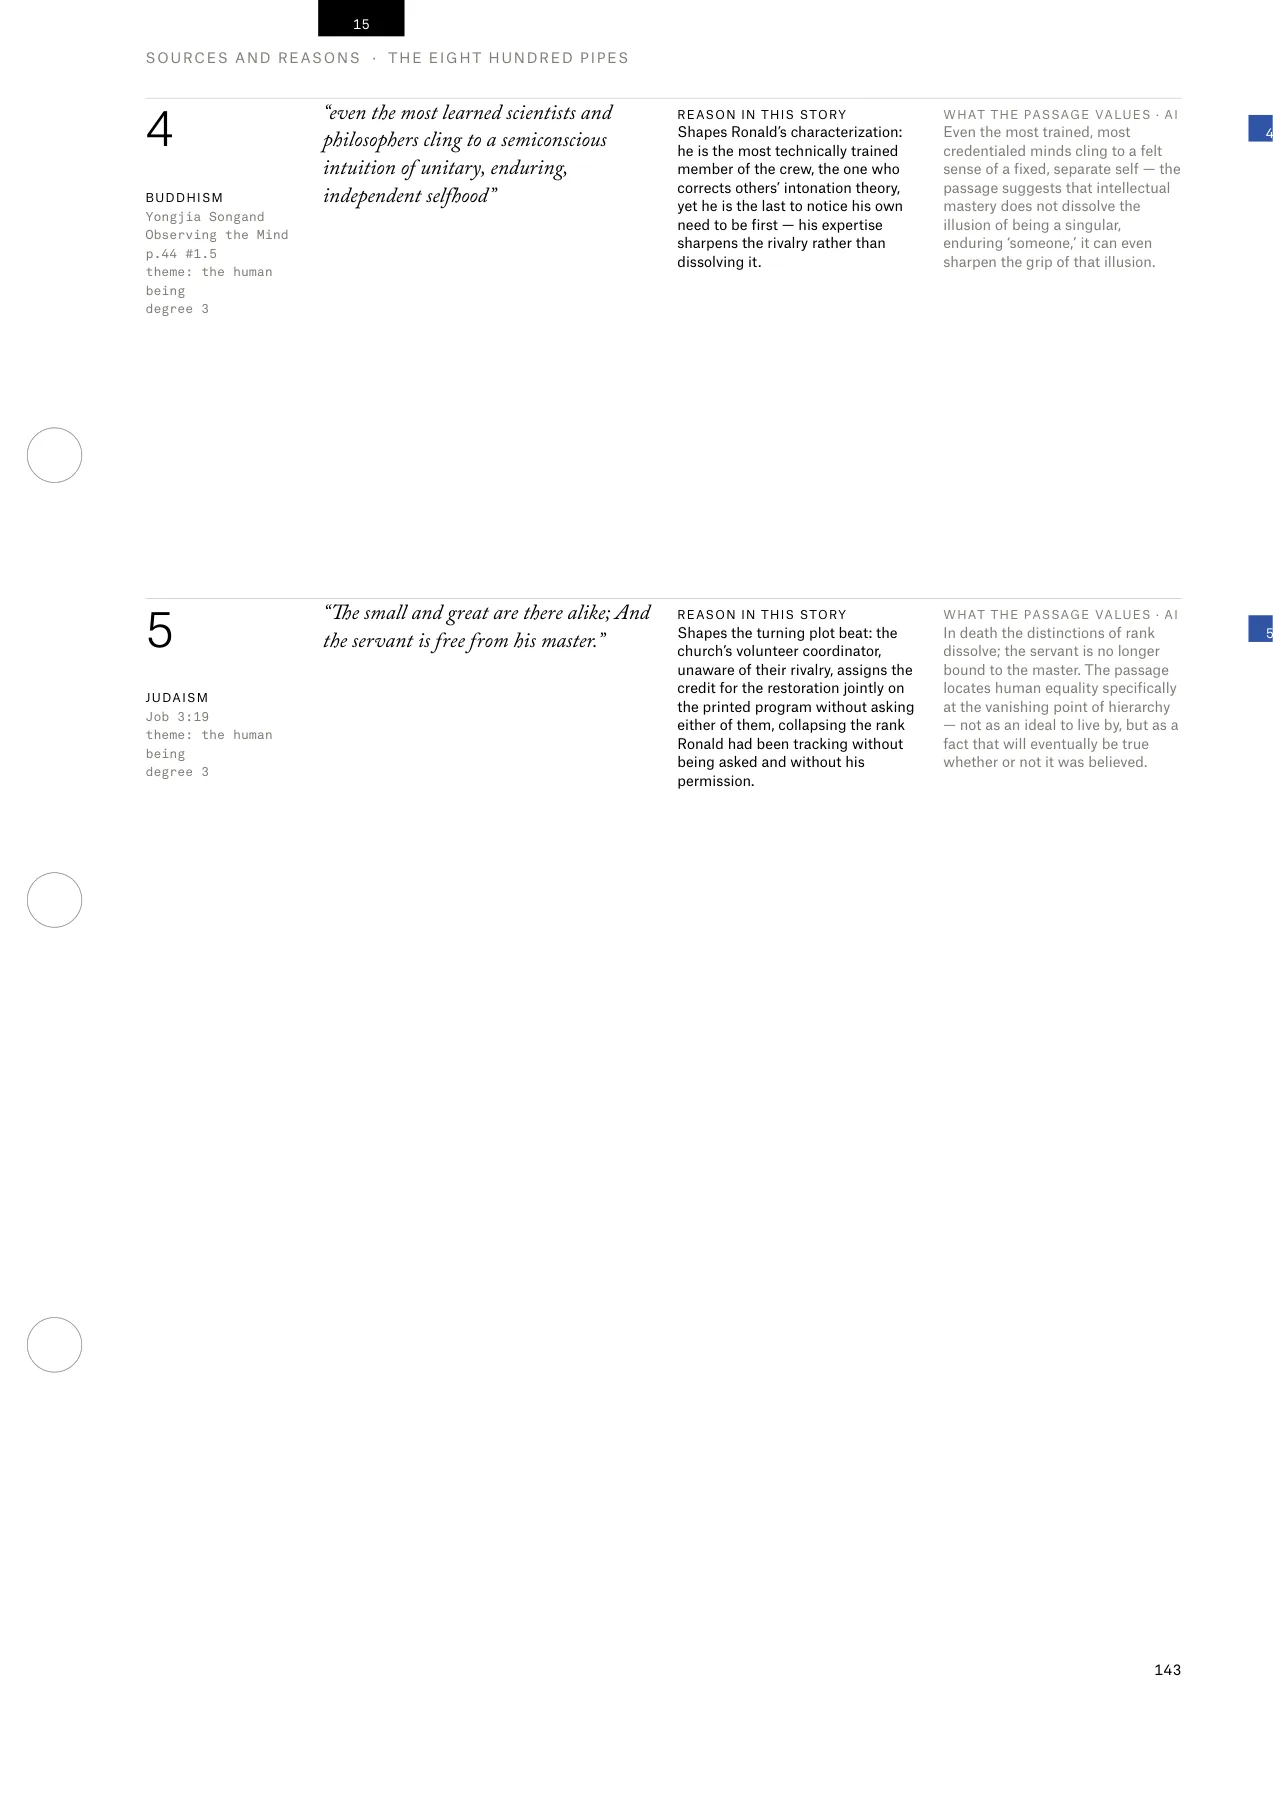 15
SOURCES AND REASONS · THE EIGHT HUNDRED PIPES
4
BUDDHISM
Yongjia Songand
Observing the Mind
p.44 #1.5
theme: the human
being
degree 3
“even the most learned scientists and
philosophers cling to a semiconscious
intuition of unitary, enduring,
independent selfhood”
REASON IN THIS STORY
Shapes Ronald’s characterization:
he is the most technically trained
member of the crew, the one who
corrects others’ intonation theory,
yet he is the last to notice his own
need to be first — his expertise
sharpens the rivalry rather than
dissolving it.
WHAT THE PASSAGE VALUES · AI
Even the most trained, most
credentialed minds cling to a felt
sense of a fixed, separate self — the
passage suggests that intellectual
mastery does not dissolve the
illusion of being a singular,
enduring ‘someone,’ it can even
sharpen the grip of that illusion.
4
5
JUDAISM
Job 3:19
theme: the human
being
degree 3
“The small and great are there alike; And
the servant is free from his master.”
REASON IN THIS STORY
Shapes the turning plot beat: the
church’s volunteer coordinator,
unaware of their rivalry, assigns the
credit for the restoration jointly on
the printed program without asking
either of them, collapsing the rank
Ronald had been tracking without
being asked and without his
permission.
WHAT THE PASSAGE VALUES · AI
In death the distinctions of rank
dissolve; the servant is no longer
bound to the master. The passage
locates human equality specifically
at the vanishing point of hierarchy
— not as an ideal to live by, but as a
fact that will eventually be true
whether or not it was believed.
5
143